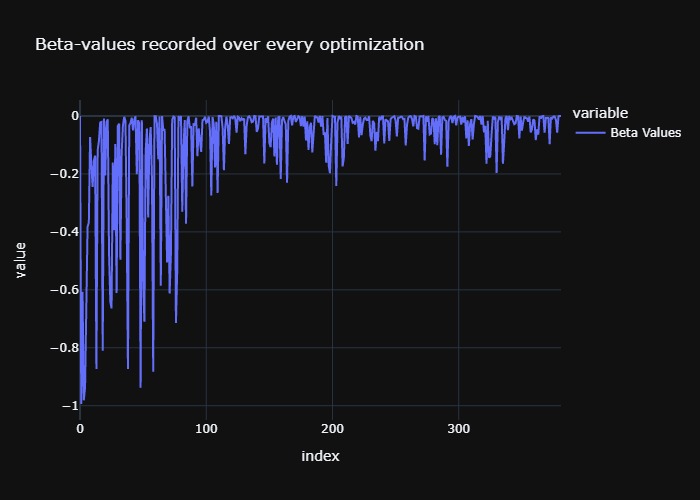 Beta-values recorded over every optimization
variable
Beta Values
0
−0.2
−0.4
−0.6
−0.8
−1
value
0
100
200
300
index